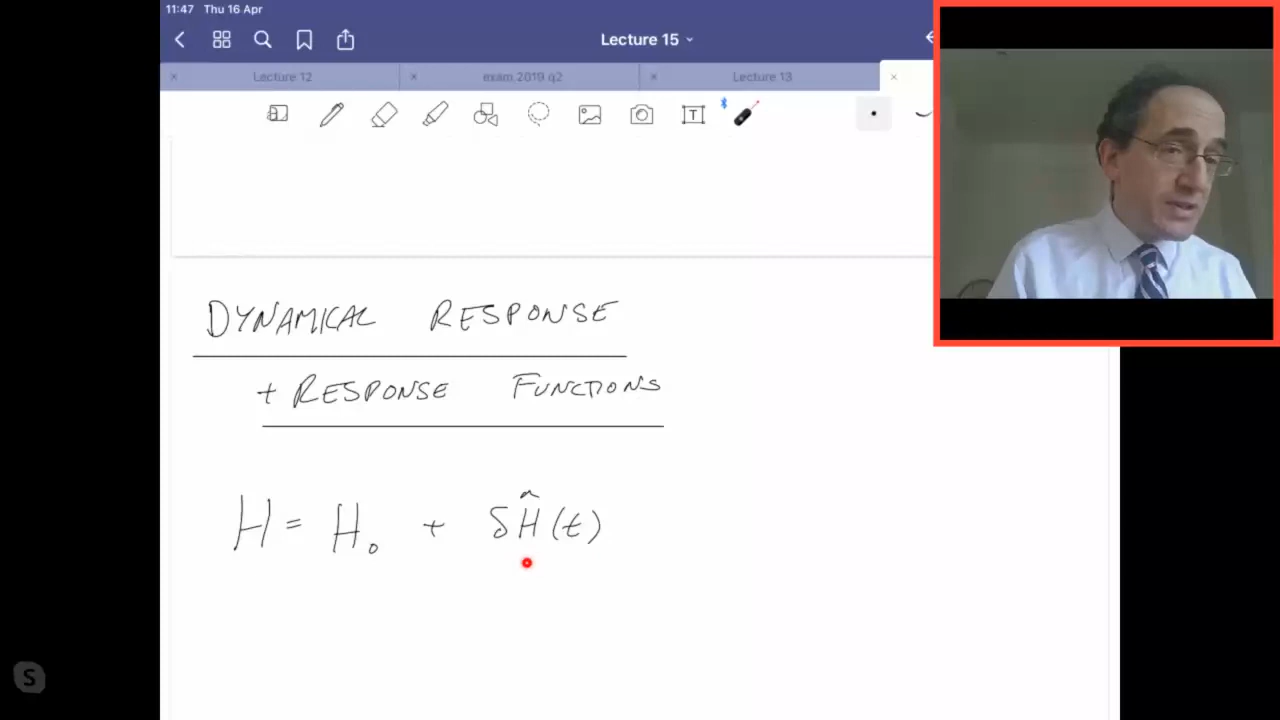 11:47 Thu 16 Apr
Lecture 15
Lecture 12 exam 2019 q2 Lecture 13
T
DYNAMICAL RESPONSE
+ RESPONSE FUNCTIONS
H = H₀ + δĤ(t)
S